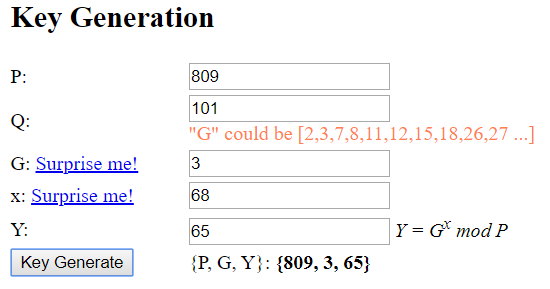 Key Generation
P: 809
Q: 101
"G" could be [2,3,7,8,11,12,15,18,26,27 ...]
G: Surprise me! 3
x: Surprise me! 68
Y: 65 Y = G^x mod P
Key Generate {P, G, Y}: {809, 3, 65}